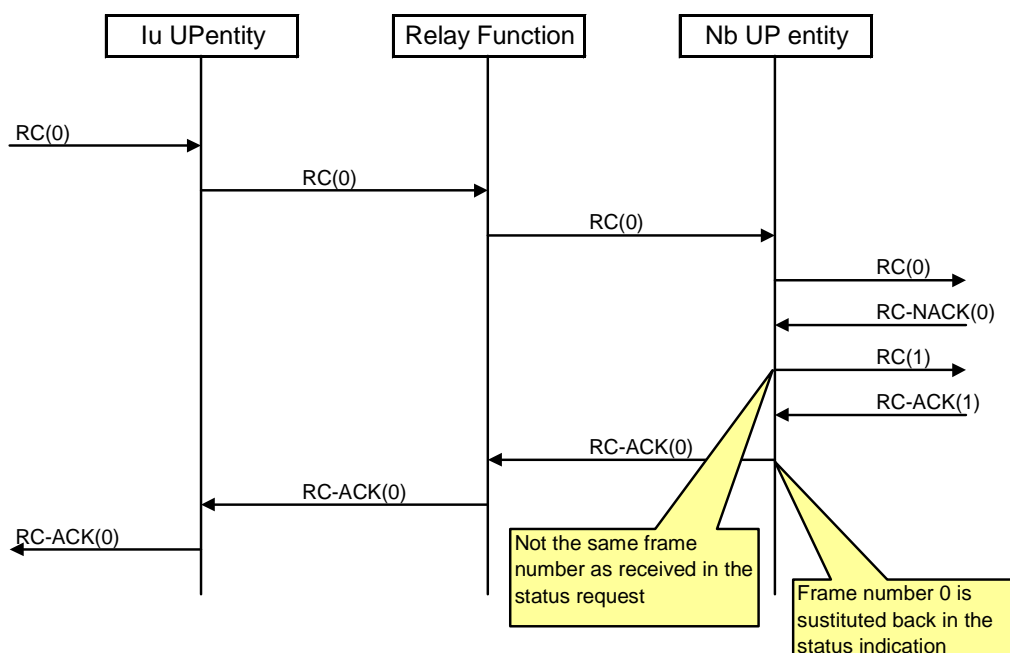 Iu UPentity
Relay Function
Nb UP entity
RC(0)
RC(0)
RC(0)
RC(0)
RC-NACK(0)
RC(1)
RC-ACK(1)
RC-ACK(0)
RC-ACK(0)
RC-ACK(0)
Not the same frame
number as received in the
status request
Frame number 0 is
sustituted back in the
status indication